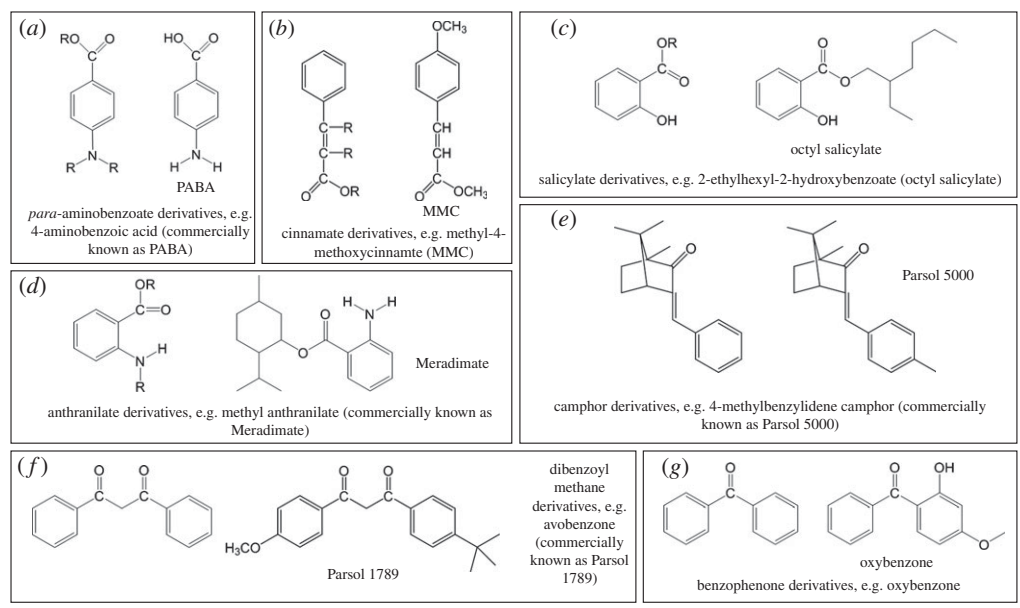 (a)
RO O HO O
C C
N N
R R H H
PABA
para-aminobenzoate derivatives, e.g.
4-aminobenzoic acid (commercially
known as PABA)
(b)
OCH3
C R CH
C R CH
C C
O OR O OCH3
MMC
cinnamate derivatives, e.g. methyl-4-
methoxycinnamte (MMC)
(c)
OR O
C C
O O
OH OH
octyl salicylate
salicylate derivatives, e.g. 2-ethylhexyl-2-hydroxybenzoate (octyl salicylate)
(d)
OR
C O
N H
R
O
O C
H N H
Meradimate
anthranilate derivatives, e.g. methyl anthranilate (commercially known as
Meradimate)
(e)
O O
Parsol 5000
camphor derivatives, e.g. 4-methylbenzylidene camphor (commercially
known as Parsol 5000)
(f)
O O O O
C C C C
H3CO
Parsol 1789
dibenzoyl
methane
derivatives, e.g.
avobenzone
(commercially
known as Parsol
1789)
(g)
O O OH
C C
O
oxybenzone
benzophenone derivatives, e.g. oxybenzone